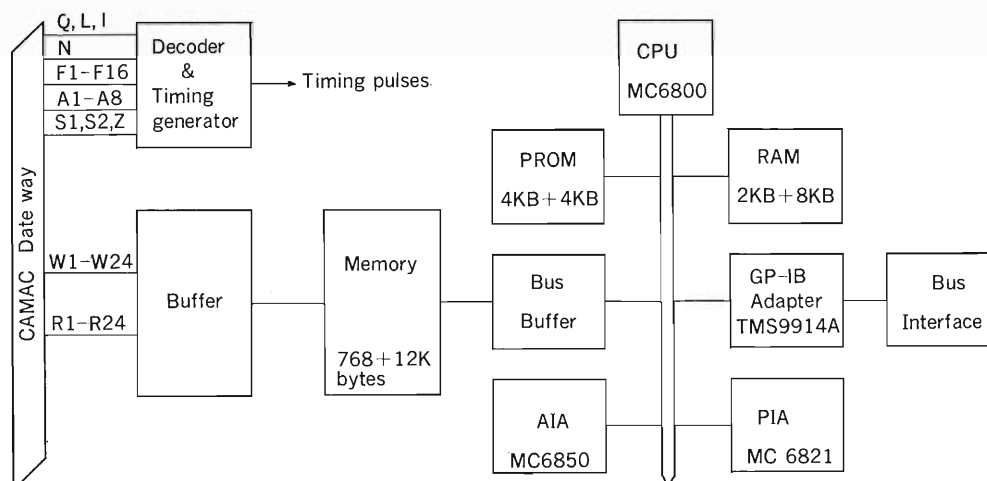 CAMAC Date way
Q, L, I
N
F1-F16
A1-A8
S1,S2,Z
Decoder
&
Timing
generator
Timing pulses
W1-W24
R1-R24
Buffer
Memory
768+12K
bytes
CPU
MC6800
PROM
4KB+4KB
RAM
2KB+8KB
Bus
Buffer
GP-IB
Adapter
TMS9914A
Bus
Interface
AIA
MC6850
PIA
MC 6821